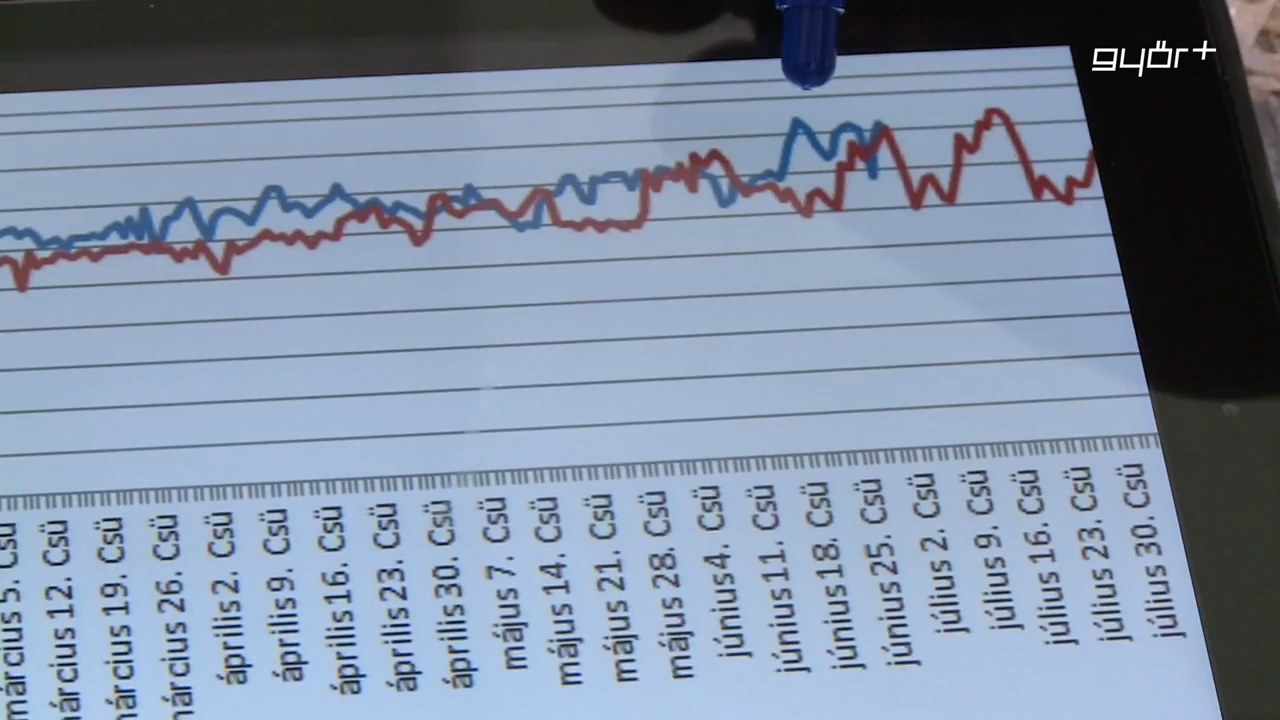 győr+
március 5. Csü
március 12. Csü
március 19. Csü
március 26. Csü
április 2. Csü
április 9. Csü
április 16. Csü
április 23. Csü
április 30. Csü
május 7. Csü
május 14. Csü
május 21. Csü
május 28. Csü
június 4. Csü
június 11. Csü
június 18. Csü
június 25. Csü
július 2. Csü
július 9. Csü
július 16. Csü
július 23. Csü
július 30. Csü